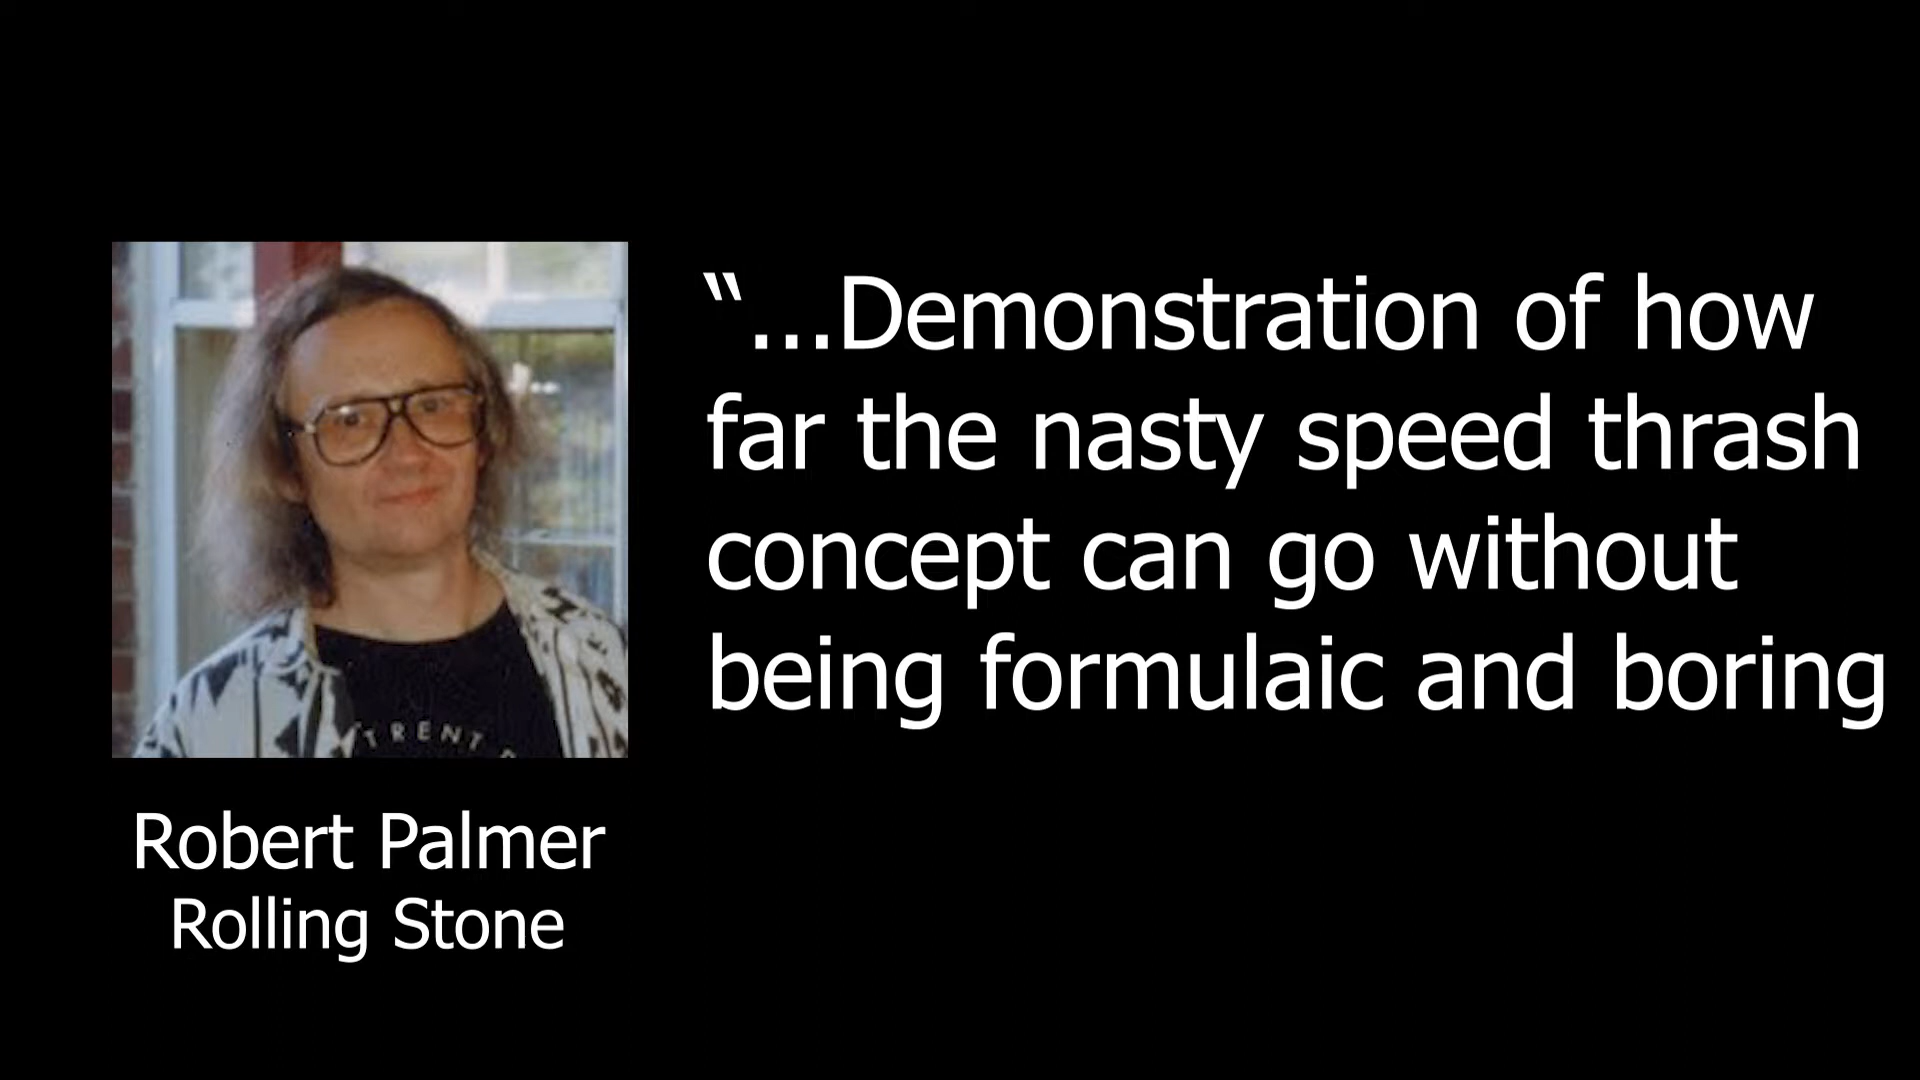 “...Demonstration of how
far the nasty speed thrash
concept can go without
being formulaic and boring
TRENT
Robert Palmer
Rolling Stone